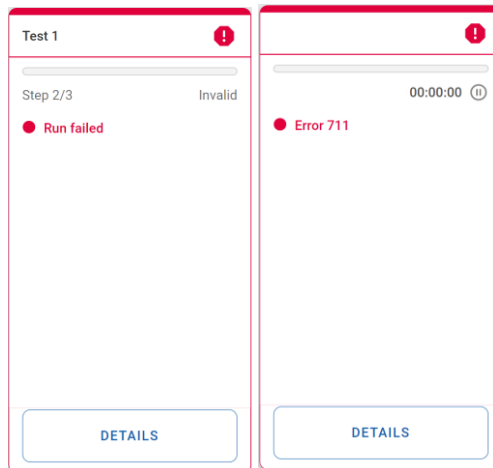 Test 1
Step 2/3 Invalid
Run failed
DETAILS
00:00:00
Error 711
DETAILS